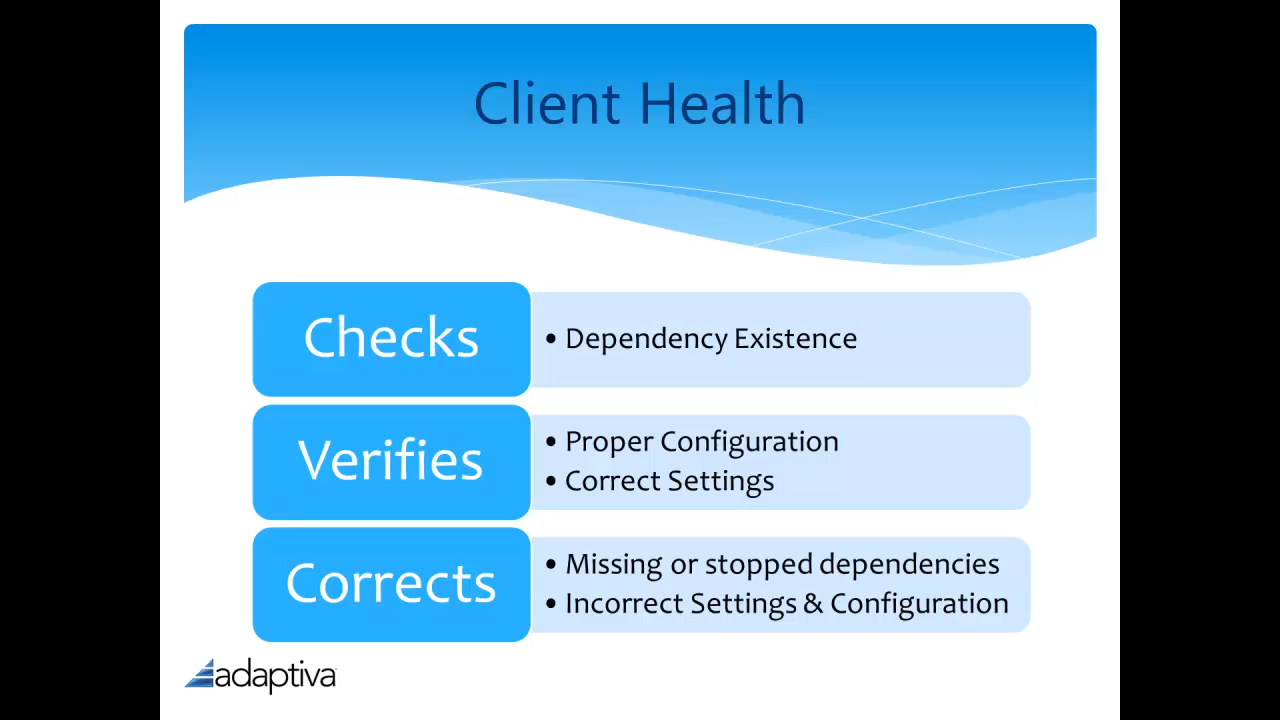 Client Health
Checks
• Dependency Existence
Verifies
• Proper Configuration
• Correct Settings
Corrects
• Missing or stopped dependencies
• Incorrect Settings & Configuration
adaptiva